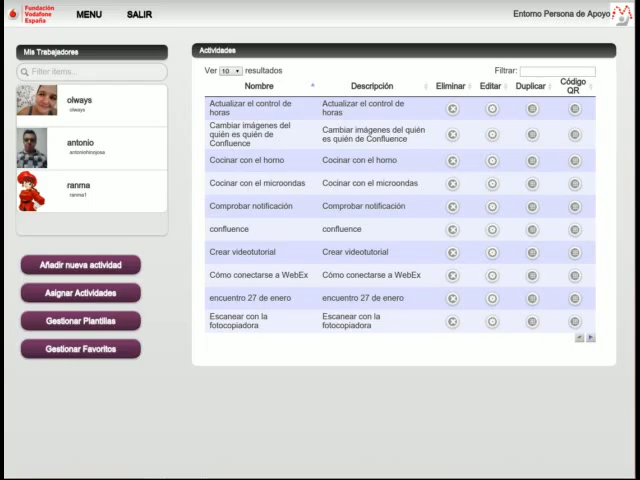 Fundación
Vodafone
España
MENU
SALIR
Entorno Persona de Apoyo
Mis Trabajadores
Filter items...
olways
olways
antonio
antoninhinojosa
ranma
ranma1
Añadir nueva actividad
Asignar Actividades
Gestionar Plantillas
Gestionar Favoritos
Actividades
Ver 10 resultados
Filtrar:
Nombre Descripción Eliminar Editar Duplicar Código QR
Actualizar el control de horas Actualizar el control de horas
Cambiar imágenes del quién es quién de Confluence Cambiar imágenes del quién es quién de Confluence
Cocinar con el horno Cocinar con el horno
Cocinar con el microondas Cocinar con el microondas
Comprobar notificación Comprobar notificación
confluence confluence
Crear videotutorial Crear videotutorial
Cómo conectarse a WebEx Cómo conectarse a WebEx
encuentro 27 de enero encuentro 27 de enero
Escanear con la fotocopiadora Escanear con la fotocopiadora